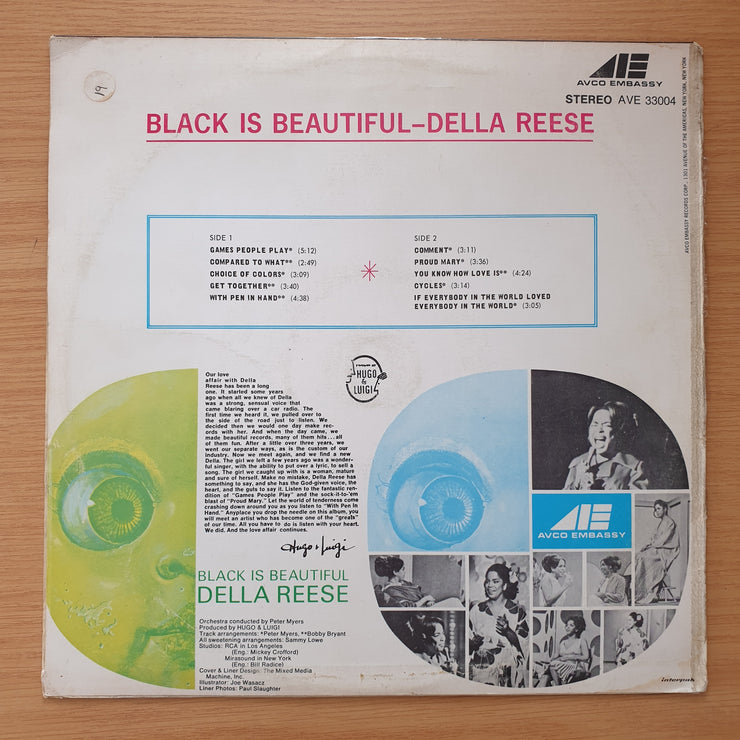 19
AVCO EMBASSY
STEREO AVE 33004
BLACK IS BEAUTIFUL–DELLA REESE
AVCO EMBASSY RECORDS CORP., 1301 AVENUE OF THE AMERICAS, NEW YORK, NEW YORK
SIDE 1
GAMES PEOPLE PLAY* (5:12)
COMPARED TO WHAT** (2:49)
CHOICE OF COLORS* (3:09)
GET TOGETHER** (3:40)
WITH PEN IN HAND** (4:38)
SIDE 2
COMMENT* (3:11)
PROUD MARY* (3:36)
YOU KNOW HOW LOVE IS** (4:24)
CYCLES* (3:14)
IF EVERYBODY IN THE WORLD LOVED
EVERYBODY IN THE WORLD* (3:05)
HUGO
&
LUIGI
Our love
affair with Della
Reese has been a long
one. It started some years
ago when all we knew of Della
was a strong, sensual voice that
came blaring over a car radio. The
first time we heard it, we pulled over to
the side of the road just to listen. We
decided then we would one day make rec-
ords with her. And when the day came, we
made beautiful records, many of them hits...all
of them fun. After a little over three years, we
went our separate ways, as is the custom of our
industry. Now we meet again, and we find a new
Della. The girl we left a few years ago was a wonder-
ful singer, with the ability to put over a lyric, to sell a
song. The girl we caught up with is a woman, mature
and sure of herself. Make no mistake, Della Reese has
something to say, and she has the God-given voice, the
heart, and the guts to say it. Listen to the fantastic ren-
dition of "Games People Play" and the sock-it-to-'em
blast of "Proud Mary." Let the world of tenderness come
crashing down around you as you listen to "With Pen In
Hand." Anyplace you drop the needle on this album, you
will meet an artist who has become one of the "greats"
of our time. All you have to do is listen with your heart.
We did. And the love affair continues.
Hugo & Luigi
BLACK IS BEAUTIFUL
DELLA REESE
AVCO EMBASSY
Orchestra conducted by Peter Myers
Produced by HUGO & LUIGI
Track arrangements: *Peter Myers, **Bobby Bryant
All sweetening arrangements: Sammy Lowe
Studios: RCA in Los Angeles
(Eng.: Mickey Crofford)
Mirasound in New York
(Eng.: Bill Radice)
Cover & Liner Design: The Mixed Media
Machine, Inc.
Illustrator: Joe Wasacz
Liner Photos: Paul Slaughter
interpak